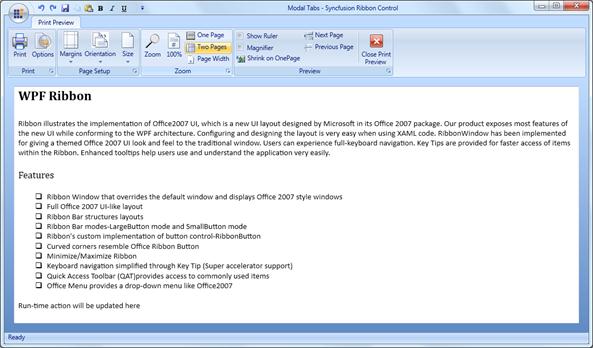 Modal Tabs - Syncfusion Ribbon Control
B I U
Print Preview
Print
Options
Margins
Orientation
Size
Zoom
100%
One Page
Two Pages
Page Width
Show Ruler
Magnifier
Shrink on OnePage
Next Page
Previous Page
Close Print
Preview
Print
Page Setup
Zoom
Preview
WPF Ribbon
Ribbon illustrates the implementation of Office2007 UI, which is a new UI layout designed by Microsoft in its Office 2007 package. Our product exposes most features of
the new UI while conforming to the WPF architecture. Configuring and designing the layout is very easy when using XAML code. RibbonWindow has been implemented
for giving a themed Office 2007 UI look and feel to the traditional window. Users can experience full-keyboard navigation. Key Tips are provided for faster access of items
within the Ribbon. Enhanced tooltips help users use and understand the application very easily.
Features
Ribbon Window that overrides the default window and displays Office 2007 style windows
Full Office 2007 UI-like layout
Ribbon Bar structures layouts
Ribbon Bar modes-LargeButton mode and SmallButton mode
Ribbon's custom implementation of button control-RibbonButton
Curved corners resemble Office Ribbon Button
Minimize/Maximize Ribbon
Keyboard navigation simplified through Key Tip (Super accelerator support)
Quick Access Toolbar (QAT)provides access to commonly used items
Office Menu provides a drop-down menu like Office2007
Run-time action will be updated here
Ready